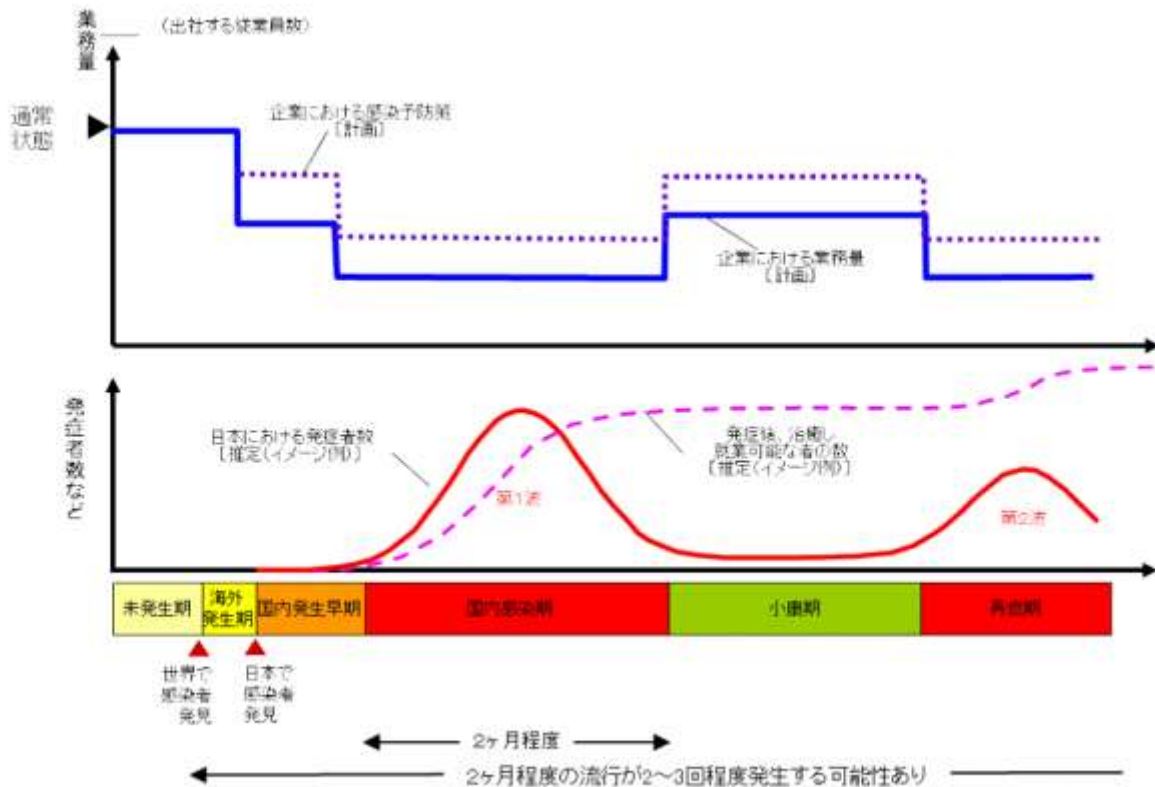 業務量
（出社する従業員数）
通常
状態
企業における感染予防策
［計画］
企業における業務量
［計画］
発症者数など
日本における発症者数
［推定（イメージ例）］
発症後、治癒し
就業可能な者の数
［推定（イメージ例）］
第1波
第2波
未発生期
海外
発生期
国内発生早期
国内感染期
小康期
再燃期
世界で
感染者
発見
日本で
感染者
発見
2ヶ月程度
2ヶ月程度の流行が2～3回程度発生する可能性あり